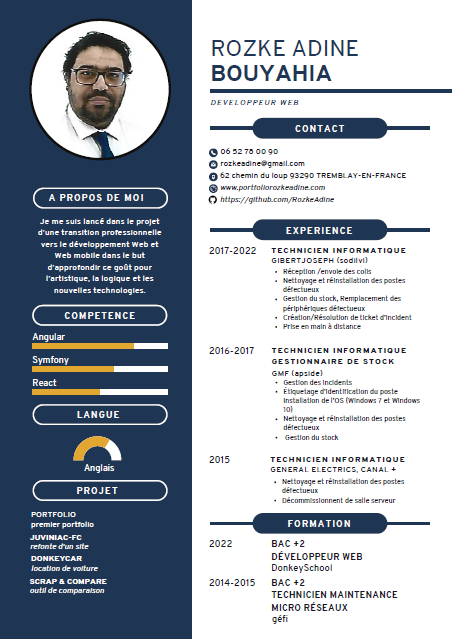 ROZKE ADINE
BOUYAHIA
DEVELOPPEUR WEB
CONTACT
06 52 78 00 90
rozkeadine@gmail.com
62 chemin du loup 93290 TREMBLAY-EN-FRANCE
www.portfoliorozkeadine.com
https://github.com/RozkeAdine
A PROPOS DE MOI
Je me suis lancé dans le projet
d'une transition professionnelle
vers le développement Web et
Web mobile dans le but
d'approfondir ce goût pour
l'artistique, la logique et les
nouvelles technologies.
COMPETENCE
Angular
Symfony
React
LANGUE
Anglais
PROJET
PORTFOLIO
premier portfolio
JUVINIAC-FC
refonte d'un site
DONKEYCAR
location de voiture
SCRAP & COMPARE
outil de comparaison
EXPERIENCE
2017-2022 TECHNICIEN INFORMATIQUE
GIBERTJOSEPH (sodilvi)
• Réception /envoie des colis
• Nettoyage et réinstallation des postes
défectueux
• Gestion du stock, Remplacement des
périphériques défectueux
• Création/Résolution de ticket d'incident
• Prise en main à distance
2016-2017 TECHNICIEN INFORMATIQUE
GESTIONNAIRE DE STOCK
GMF (apside)
• Gestion des incidents
• Étiquetage d'identification du poste
Installation de l'OS (Windows 7 et Windows
10)
• Nettoyage et réinstallation des postes
défectueux
• Gestion du stock
2015 TECHNICIEN INFORMATIQUE
GENERAL ELECTRICS, CANAL +
• Nettoyage et réinstallation des postes
défectueux
• Décommissionnent de salle serveur
FORMATION
2022 BAC +2
DÉVELOPPEUR WEB
DonkeySchool
2014-2015 BAC +2
TECHNICIEN MAINTENANCE
MICRO RÉSEAUX
géfi